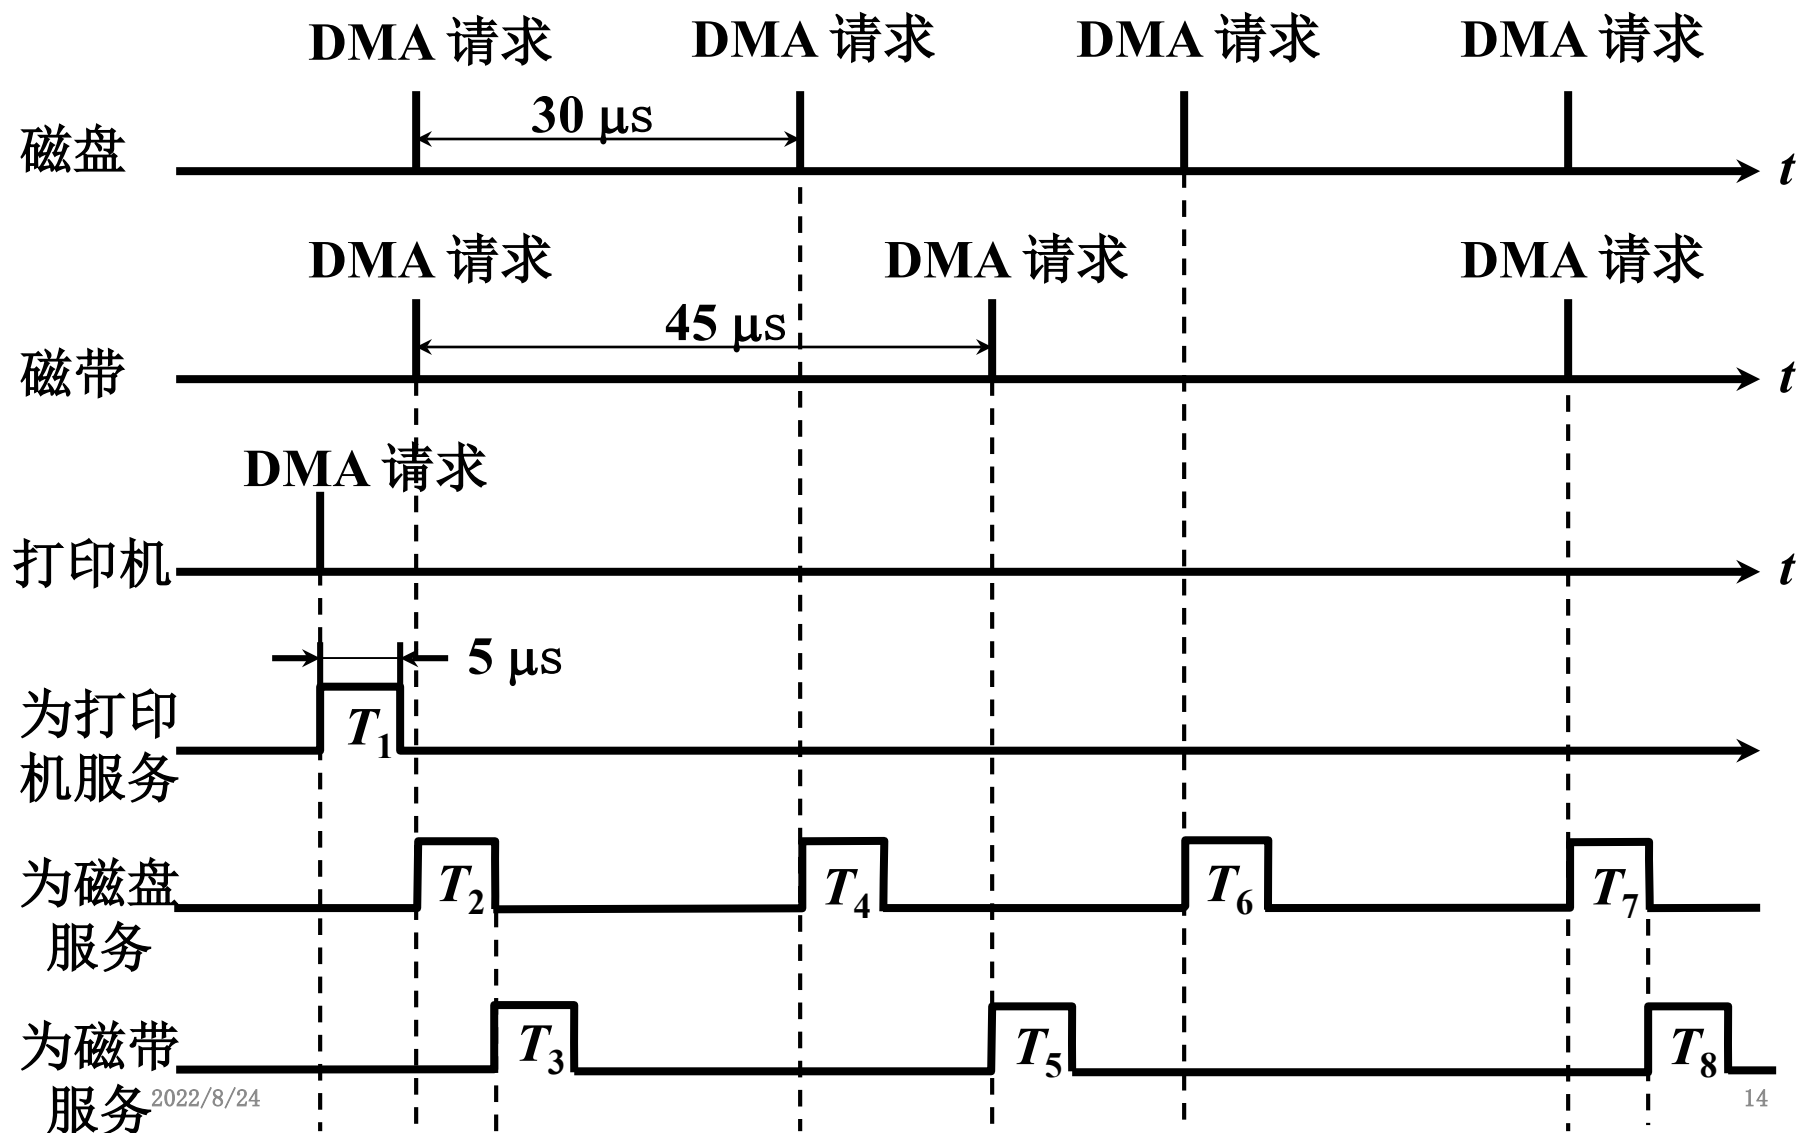 DMA 请求 DMA 请求 DMA 请求 DMA 请求
30 μs
磁盘 t
DMA 请求 DMA 请求 DMA 请求
45 μs
磁带 t
DMA 请求
打印机 t
5 μs
为打印
机服务
T1
为磁盘
服务
T2 T4 T6 T7
为磁带
服务
T3 T5 T8
2022/8/24 14